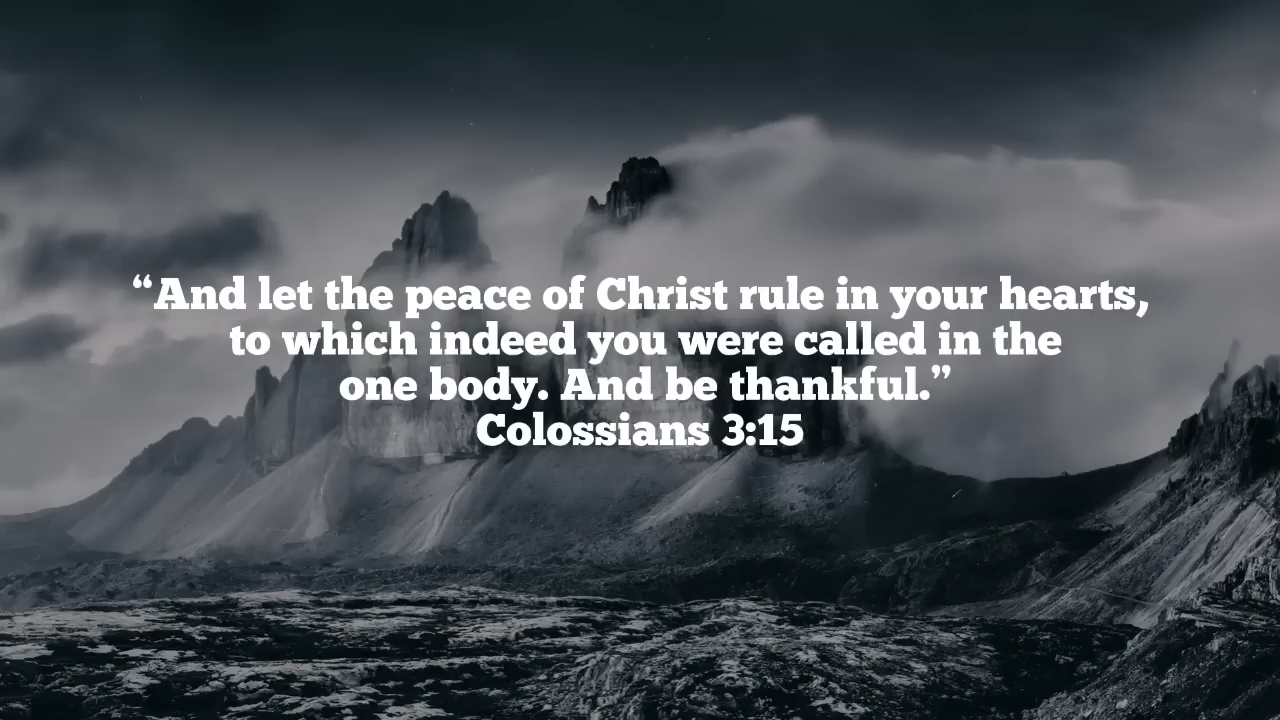 “And let the peace of Christ rule in your hearts,
to which indeed you were called in the
one body. And be thankful.”
Colossians 3:15